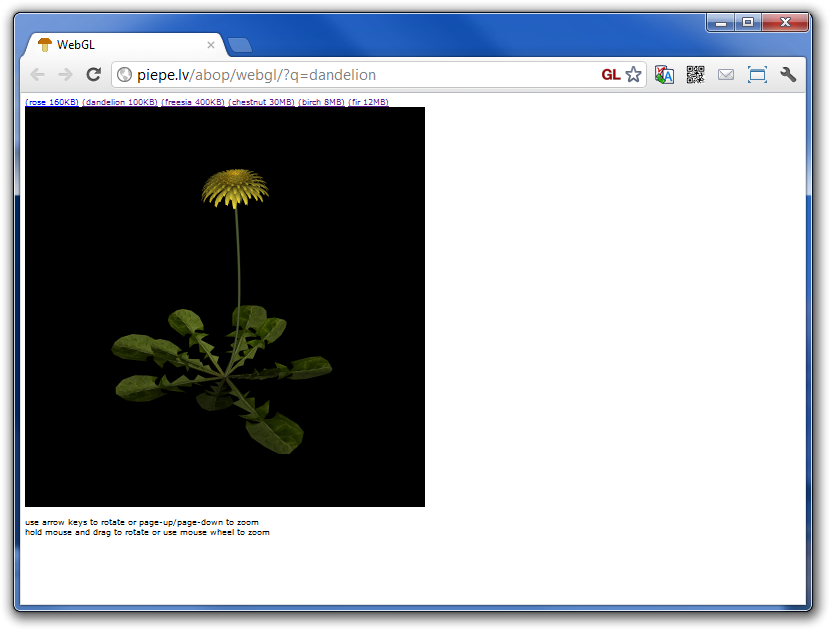 WebGL
piepe.lv/abop/webgl/?q=dandelion GL
(rose 160KB) (dandelion 100KB) (freesia 400KB) (chestnut 30MB) (birch 8MB) (fir 12MB)
use arrow keys to rotate or page-up/page-down to zoom
hold mouse and drag to rotate or use mouse wheel to zoom